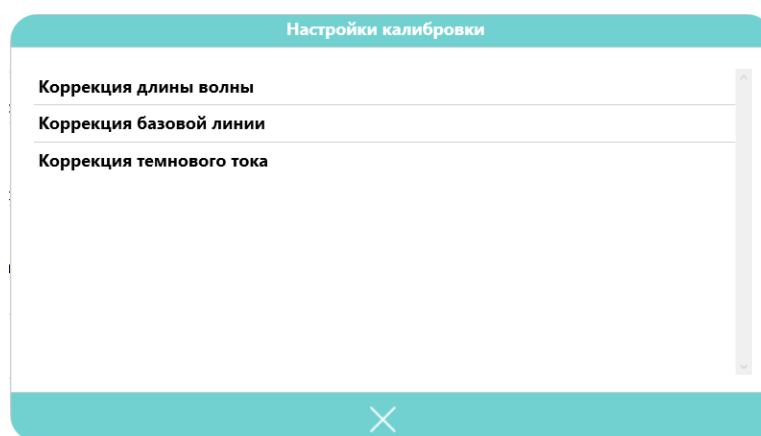 Настройки калибровки
Коррекция длины волны
Коррекция базовой линии
Коррекция темнового тока